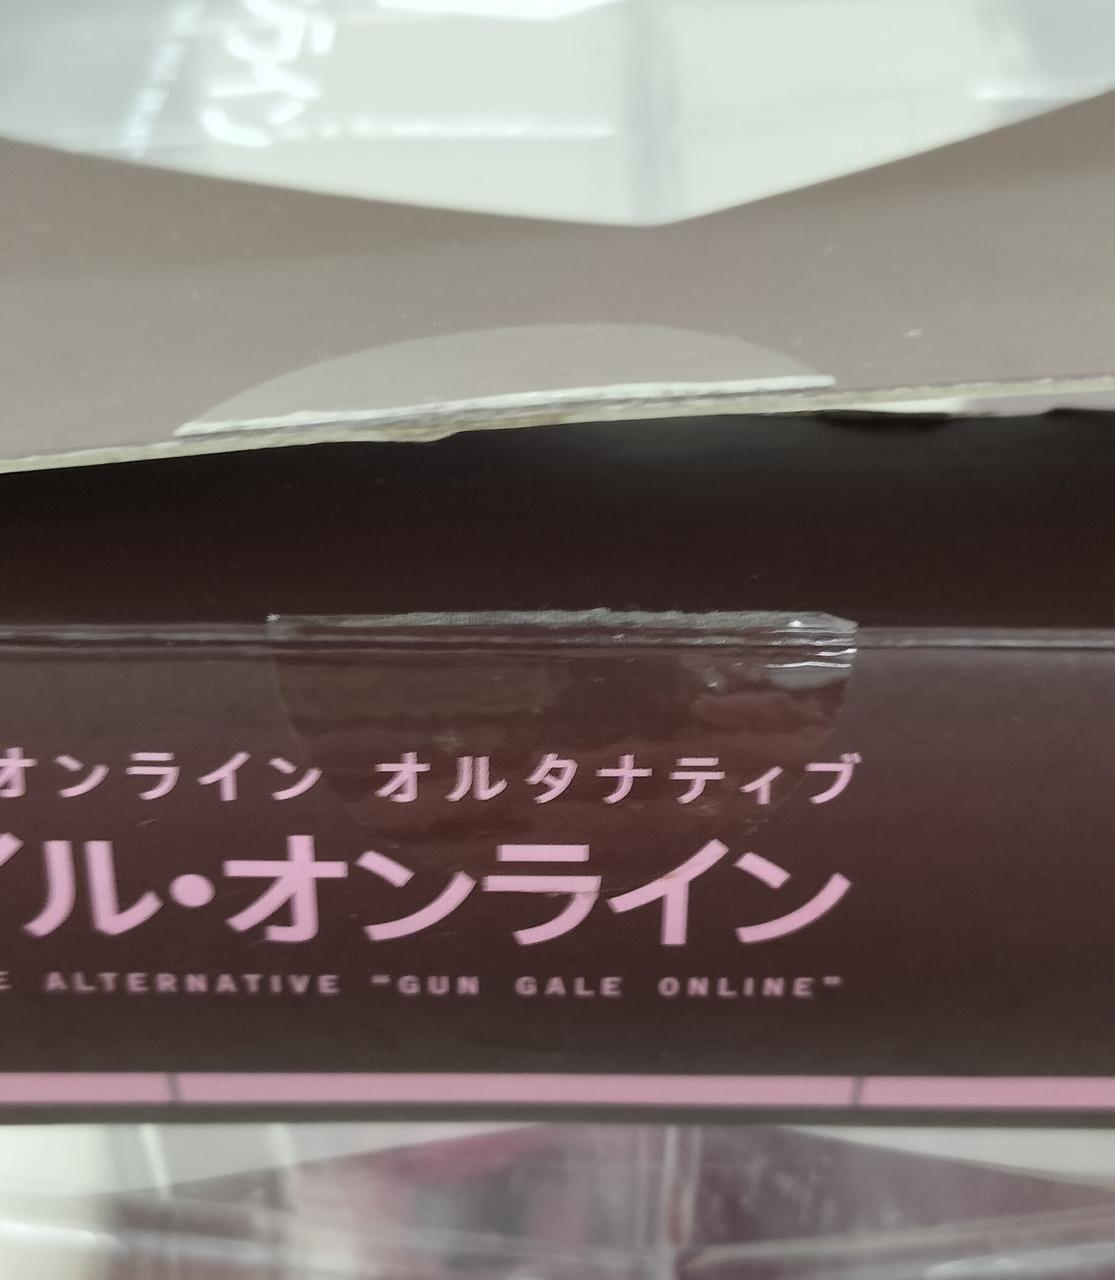 オンライン オルタナティブ
イル・オンライン
E ALTERNATIVE "GUN GALE ONLINE"